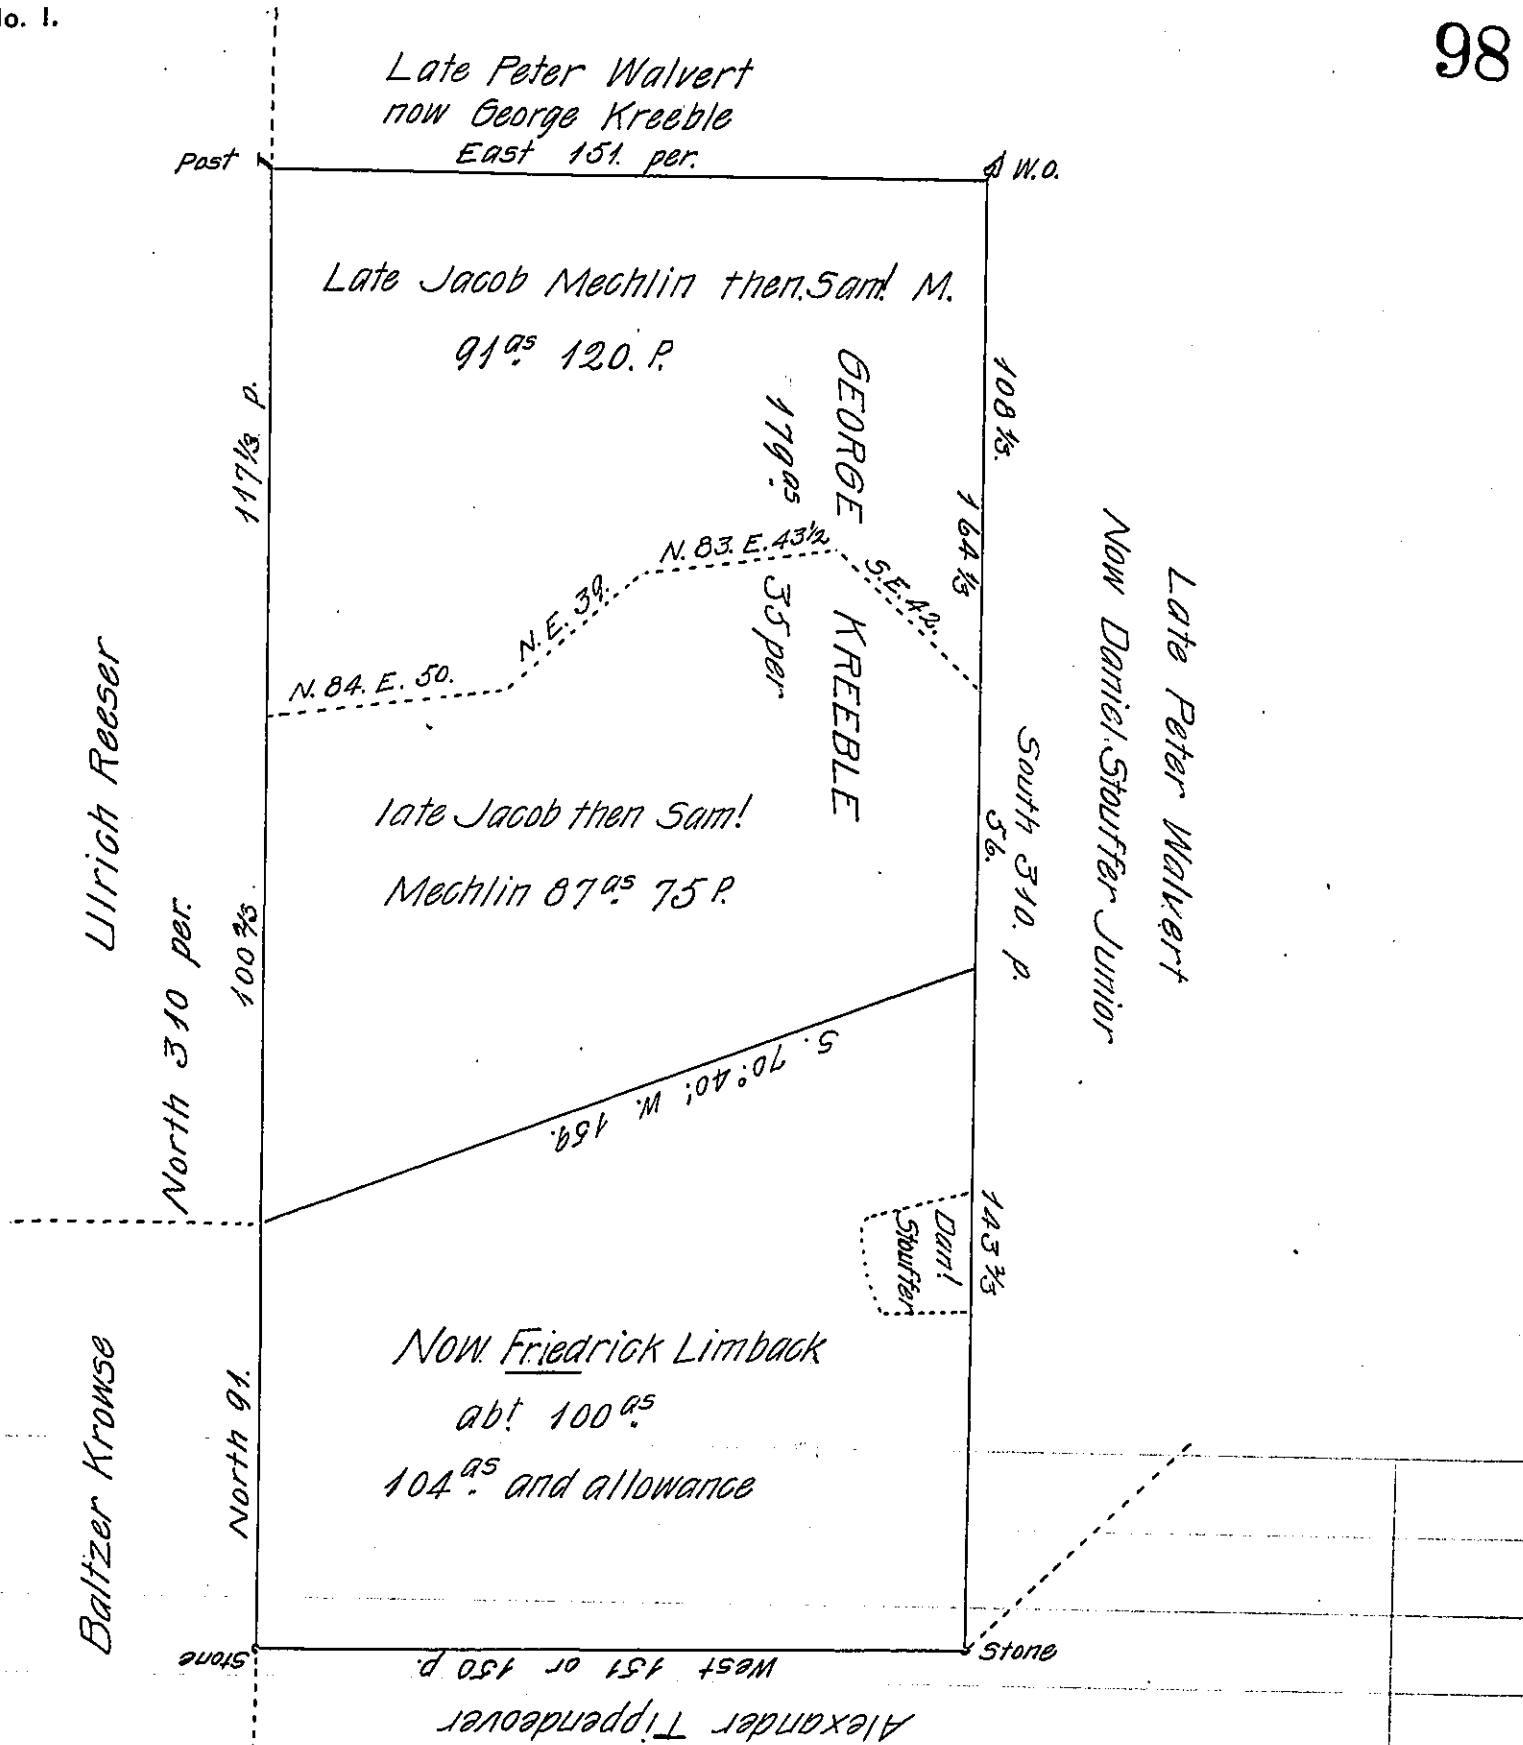 No. 1.
98
Late Peter Walvert
now George Kreeble
East 151. per.
Post
W.O.
Late Jacob Mechlin then Saml M.
91as 120. P.
117 1/3 p.
GEORGE KREEBLE
179as 35 per
108 1/3.
164 1/3
N. 84. E. 50.
N.E. 39.
N. 83. E. 43 1/2
S.E. 42.
Late Peter Walvert
Now Daniel Stouffer Junior
South 310. p.
56.
Ulrich Reeser
North 310 per.
100 2/3
late Jacob then Saml
Mechlin 87as 75 P.
S. 70° 40' W. 159.
143 2/3
Danl
Stouffer
Now Friedrick Limback
abt 100as
104as and allowance
Baltzer Krowse
North 91.
Stone
Stone
West 151 or 150 p.
Alexander Tippendeover